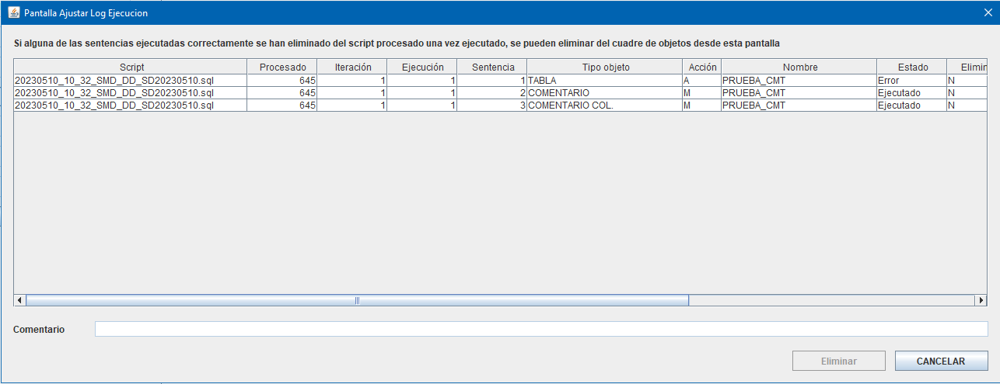 Pantalla Ajustar Log Ejecucion
Si alguna de las sentencias ejecutadas correctamente se han eliminado del script procesado una vez ejecutado, se pueden eliminar del cuadre de objetos desde esta pantalla
Script Procesado Iteración Ejecución Sentencia Tipo objeto Acción Nombre Estado Elimin
20230510_10_32_SMD_DD_SD20230510.sql 645 1 1 1 TABLA A PRUEBA_CMT Error N
20230510_10_32_SMD_DD_SD20230510.sql 645 1 1 2 COMENTARIO M PRUEBA_CMT Ejecutado N
20230510_10_32_SMD_DD_SD20230510.sql 645 1 1 3 COMENTARIO COL. M PRUEBA_CMT Ejecutado N
Comentario
Eliminar CANCELAR